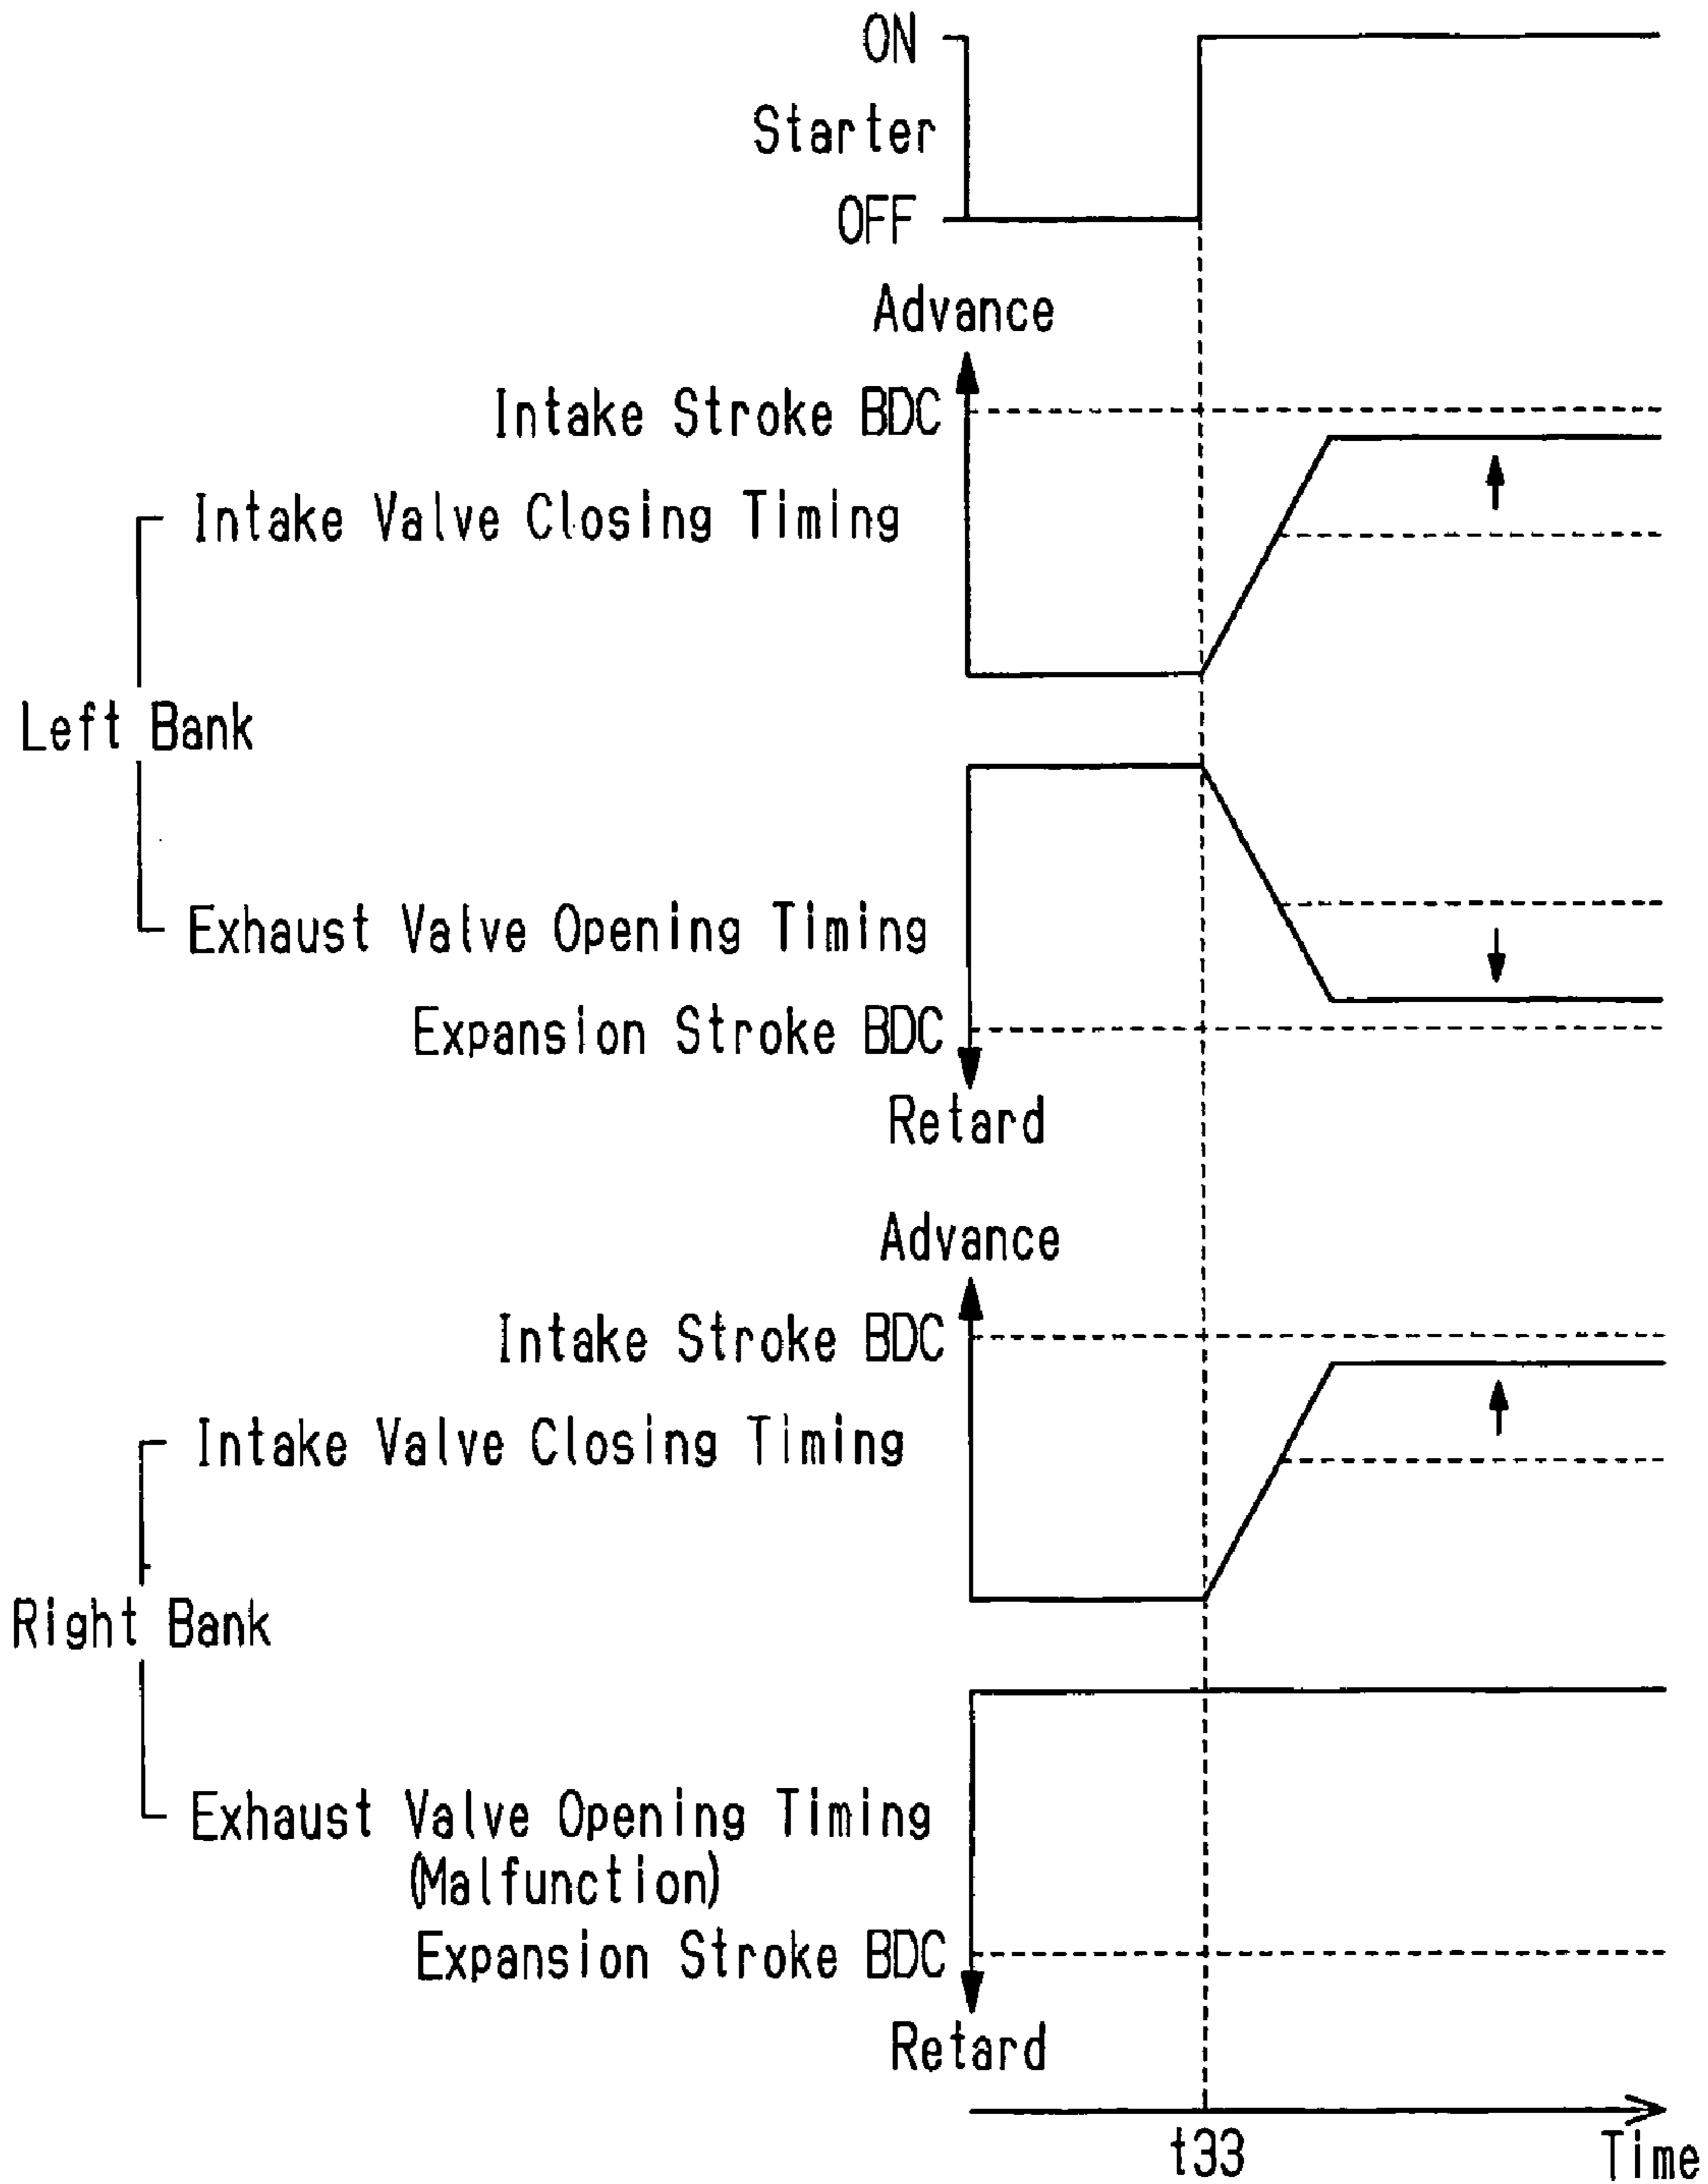 ON
Starter
OFF
Advance
Intake Stroke BDC
Intake Valve Closing Timing
Left Bank
Exhaust Valve Opening Timing
Expansion Stroke BDC
Retard
Advance
Intake Stroke BDC
Intake Valve Closing Timing
Right Bank
Exhaust Valve Opening Timing
(Malfunction)
Expansion Stroke BDC
Retard
t33
Time